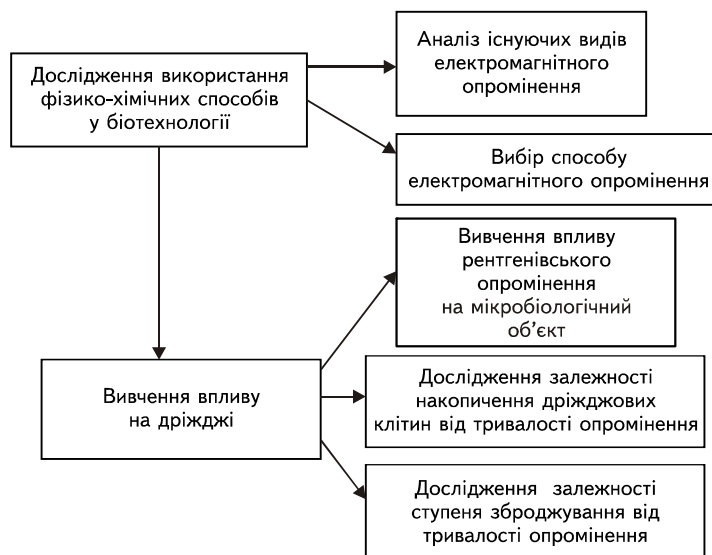 Дослідження використання
фізико-хімічних способів
у біотехнології
Аналіз існуючих видів
електромагнітного
опромінення
Вибір способу
електромагнітного опромінення
Вивчення впливу
на дріжджі
Вивчення впливу
рентгенівського
опромінення
на мікробіологічний
об’єкт
Дослідження залежності
накопичення дріжджових
клітин від тривалості опромінення
Дослідження залежності
ступеня зброджування від
тривалості опромінення